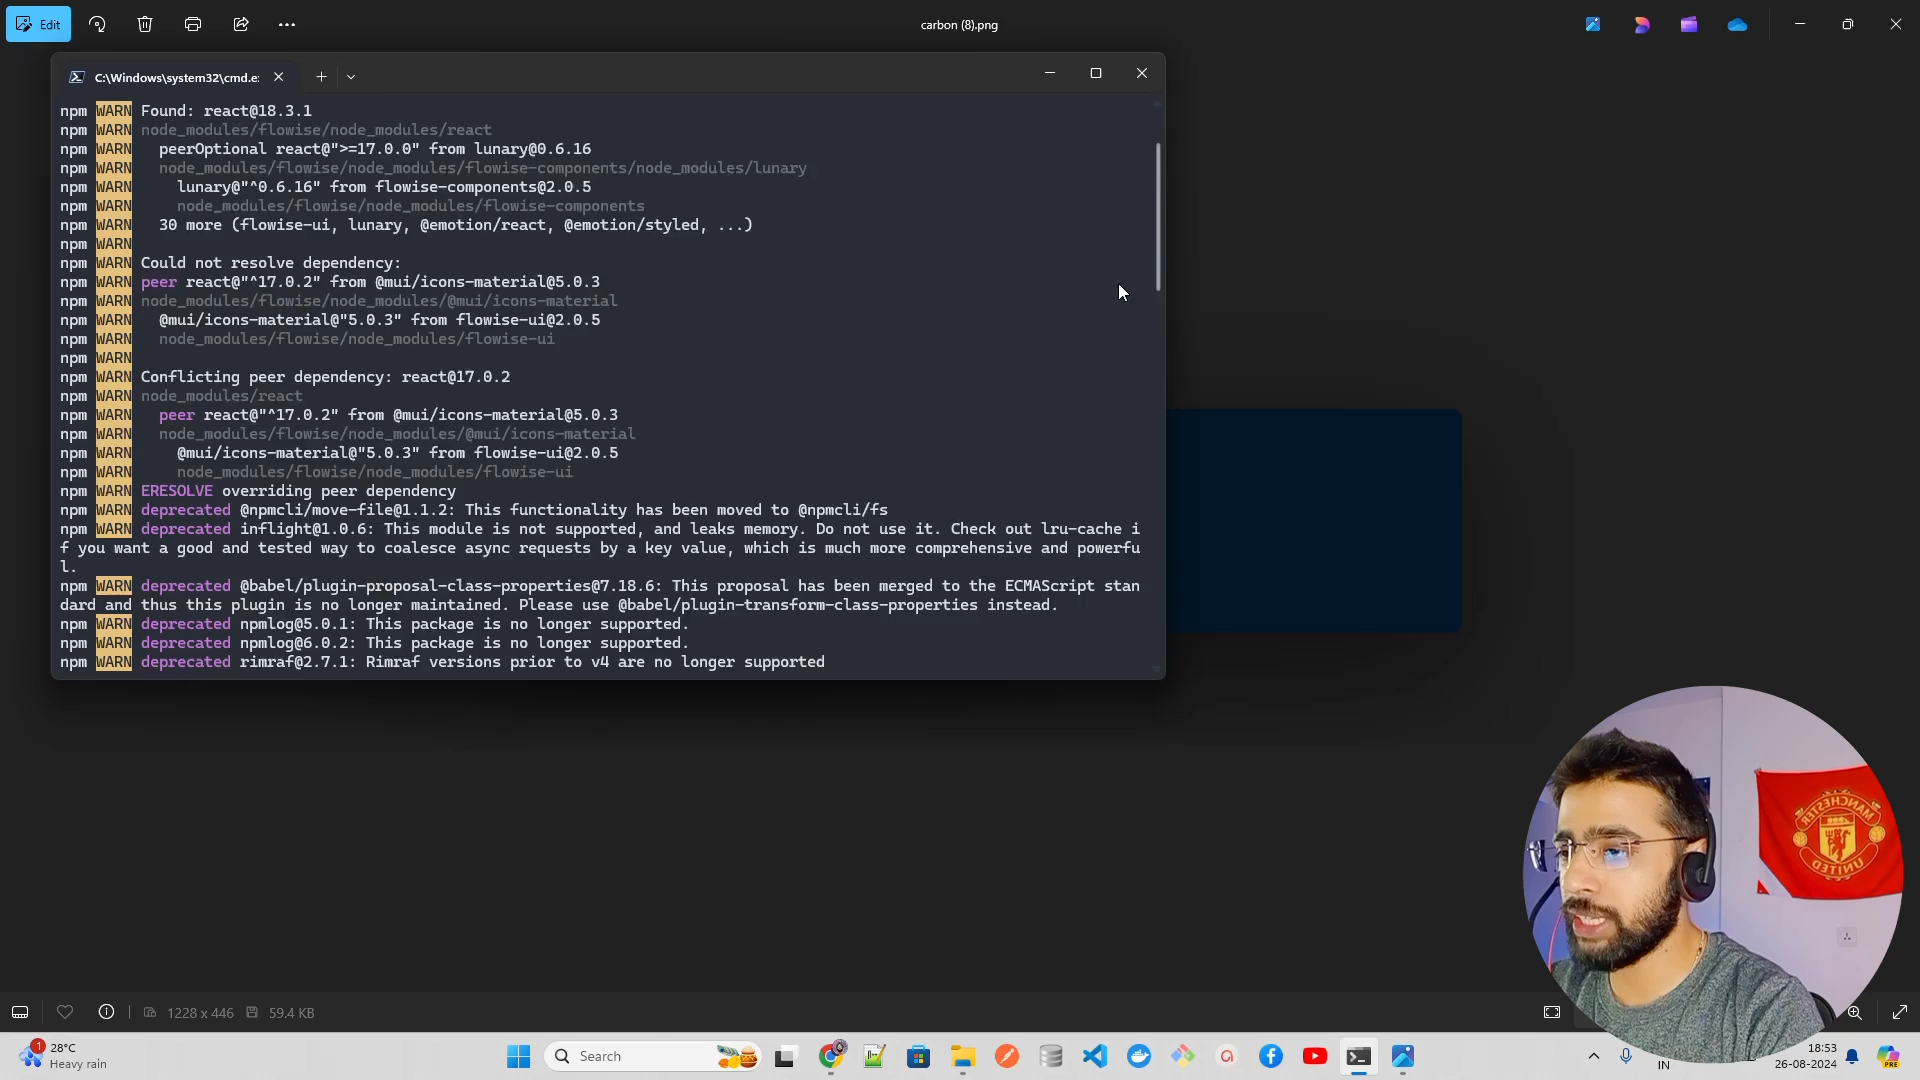 Edit
carbon (8).png
C:\Windows\system32\cmd.e:
npm WARN Found: react@18.3.1
npm WARN node_modules/flowise/node_modules/react
npm WARN   peerOptional react@">=17.0.0" from lunary@0.6.16
npm WARN   node_modules/flowise/node_modules/flowise-components/node_modules/lunary
npm WARN     lunary@"^0.6.16" from flowise-components@2.0.5
npm WARN     node_modules/flowise/node_modules/flowise-components
npm WARN   30 more (flowise-ui, lunary, @emotion/react, @emotion/styled, ...)
npm WARN
npm WARN Could not resolve dependency:
npm WARN peer react@"^17.0.2" from @mui/icons-material@5.0.3
npm WARN node_modules/flowise/node_modules/@mui/icons-material
npm WARN   @mui/icons-material@"5.0.3" from flowise-ui@2.0.5
npm WARN   node_modules/flowise/node_modules/flowise-ui
npm WARN
npm WARN Conflicting peer dependency: react@17.0.2
npm WARN node_modules/react
npm WARN   peer react@"^17.0.2" from @mui/icons-material@5.0.3
npm WARN   node_modules/flowise/node_modules/@mui/icons-material
npm WARN     @mui/icons-material@"5.0.3" from flowise-ui@2.0.5
npm WARN     node_modules/flowise/node_modules/flowise-ui
npm WARN ERESOLVE overriding peer dependency
npm WARN deprecated @npmcli/move-file@1.1.2: This functionality has been moved to @npmcli/fs
npm WARN deprecated inflight@1.0.6: This module is not supported, and leaks memory. Do not use it. Check out lru-cache i
f you want a good and tested way to coalesce async requests by a key value, which is much more comprehensive and powerfu
l.
npm WARN deprecated @babel/plugin-proposal-class-properties@7.18.6: This proposal has been merged to the ECMAScript stan
dard and thus this plugin is no longer maintained. Please use @babel/plugin-transform-class-properties instead.
npm WARN deprecated npmlog@5.0.1: This package is no longer supported.
npm WARN deprecated npmlog@6.0.2: This package is no longer supported.
npm WARN deprecated rimraf@2.7.1: Rimraf versions prior to v4 are no longer supported
MANCHESTER
UNITED
1228 x 446
59.4 KB
1
28°C
Heavy rain
Search
IN
18:53
26-08-2024
PRE